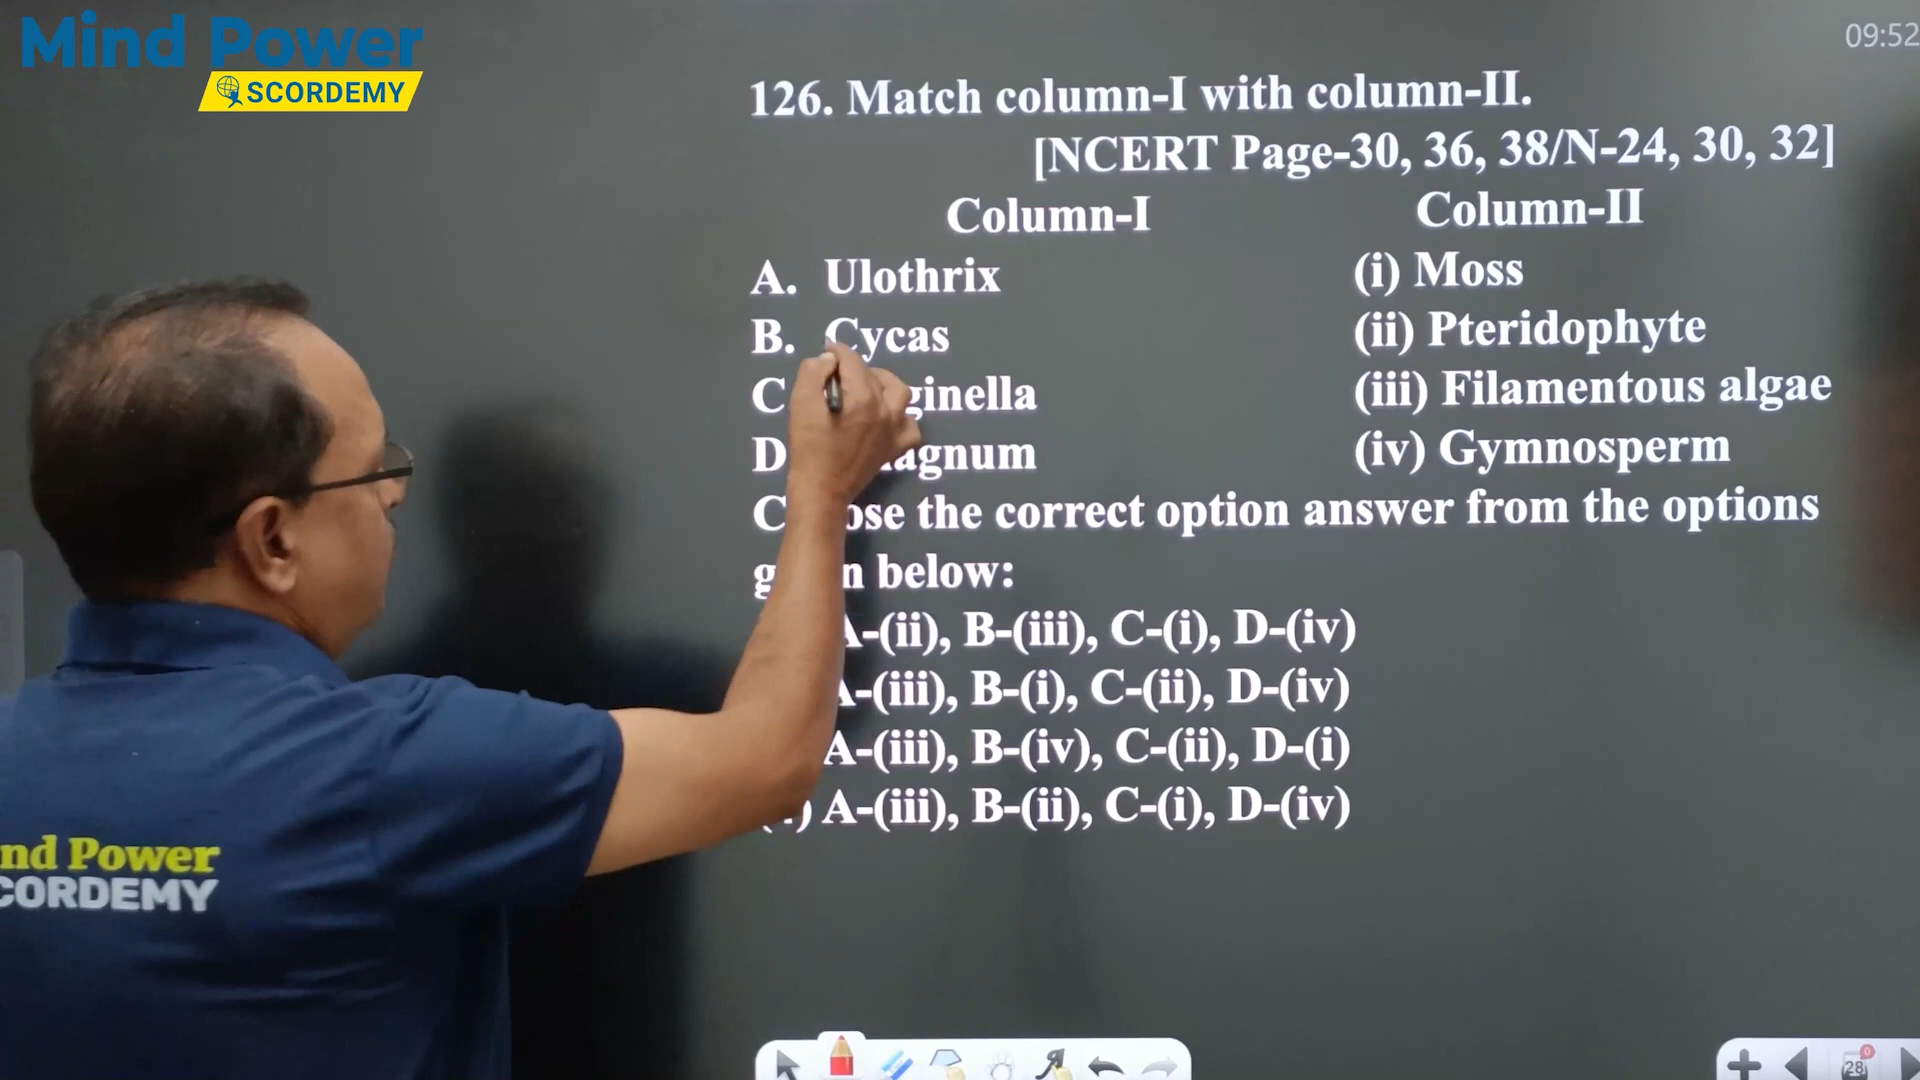 Mind Power
SCORDEMY
09:52
126. Match column-I with column-II.
[NCERT Page-30, 36, 38/N-24, 30, 32]
Column-I Column-II
A. Ulothrix (i) Moss
B. Cycas (ii) Pteridophyte
C ginella (iii) Filamentous algae
D agnum (iv) Gymnosperm
C ose the correct option answer from the options
g n below:
A-(ii), B-(iii), C-(i), D-(iv)
A-(iii), B-(i), C-(ii), D-(iv)
A-(iii), B-(iv), C-(ii), D-(i)
A-(iii), B-(ii), C-(i), D-(iv)
nd Power
CORDEMY
28
0